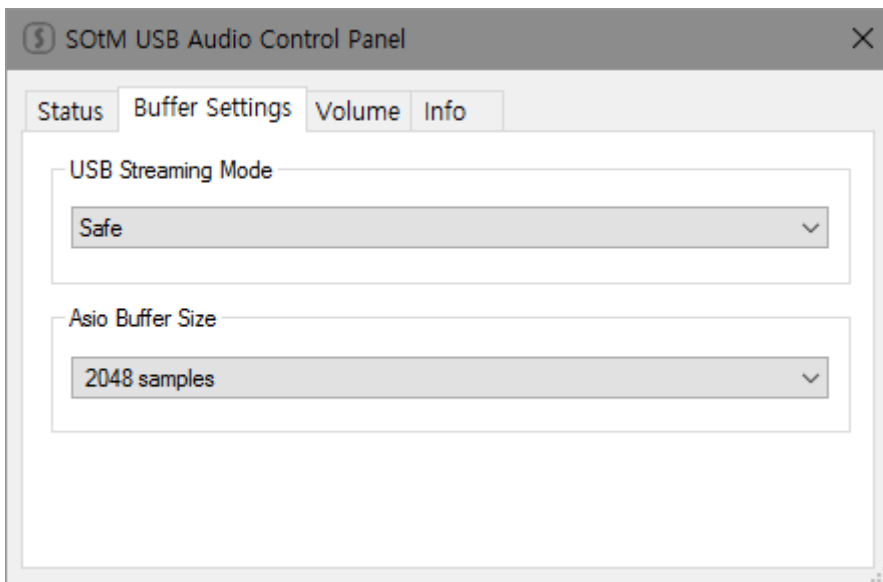 SOtM USB Audio Control Panel
Status Buffer Settings Volume Info
USB Streaming Mode
Safe
Asio Buffer Size
2048 samples